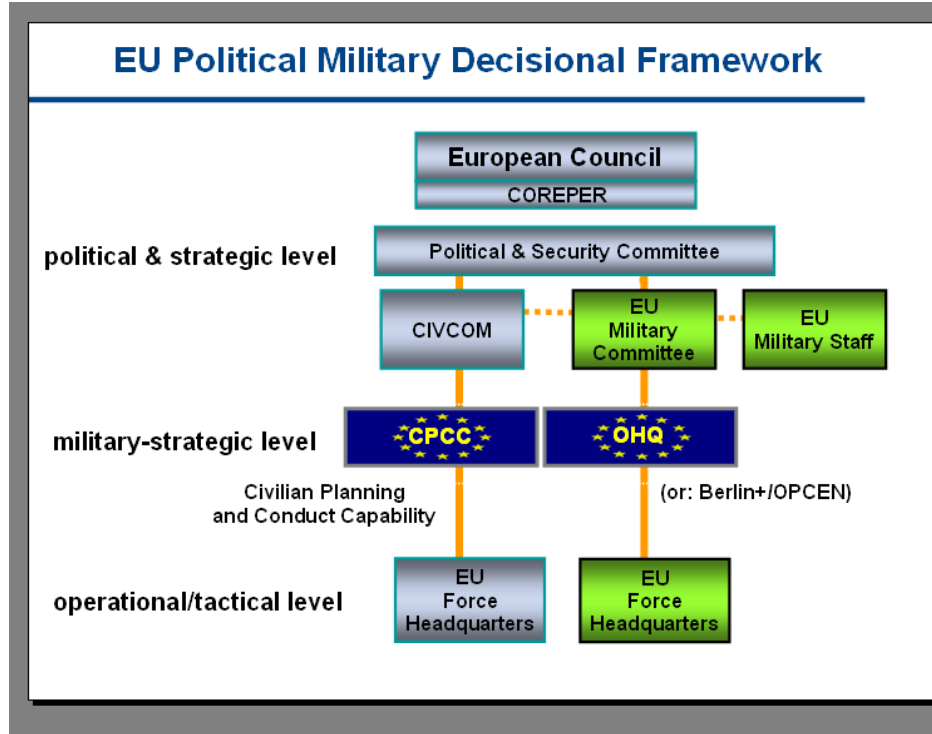 EU Political Military Decisional Framework
European Council
COREPER
political & strategic level
Political & Security Committee
CIVCOM
EU
Military
Committee
EU
Military Staff
military-strategic level
CPCC
OHQ
Civilian Planning
and Conduct Capability
(or: Berlin+/OPCEN)
operational/tactical level
EU
Force
Headquarters
EU
Force
Headquarters